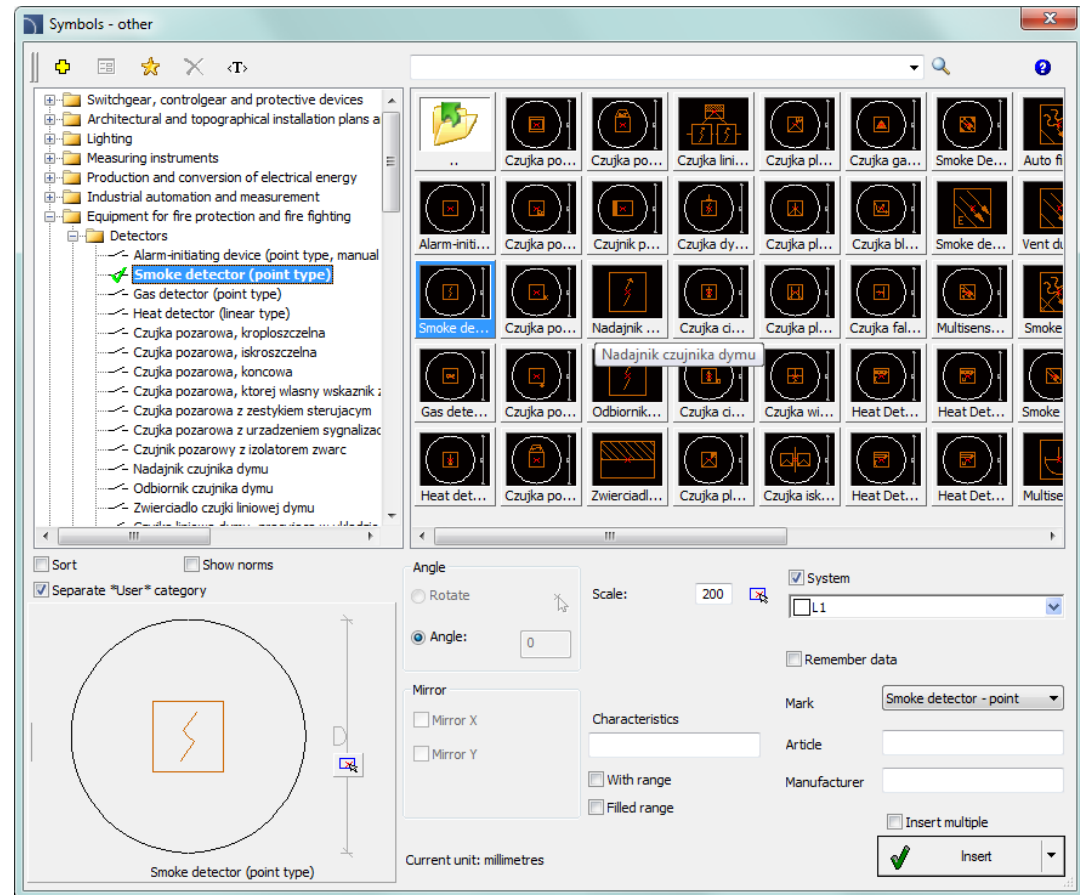 Symbols - other
<T>
Switchgear, controlgear and protective devices
Architectural and topographical installation plans a
Lighting
Measuring instruments
Production and conversion of electrical energy
Industrial automation and measurement
Equipment for fire protection and fire fighting
Detectors
Alarm-initiating device (point type, manual
Smoke detector (point type)
Gas detector (point type)
Heat detector (linear type)
Czujka pozarowa, kroploszczelna
Czujka pozarowa, iskroszczelna
Czujka pozarowa, koncowa
Czujka pozarowa, ktorej wlasny wskaznik z
Czujka pozarowa z zestykiem sterujacym
Czujka pozarowa z urzadzeniem sygnalizac
Czujnik pozarowy z izolatorem zwarc
Nadajnik czujnika dymu
Odbiornik czujnika dymu
Zwierciadlo czujki liniowej dymu
..
Czujka po...
Czujka po...
Czujka lini...
Czujka pl...
Czujka ga...
Smoke De...
Auto fi
Alarm-initi...
Czujka po...
Czujnik p...
Czujka dy...
Czujka pl...
Czujka bl...
Smoke de...
Vent du
E
Smoke de...
Czujka po...
Nadajnik ...
Czujka ci...
Czujka pl...
Czujka fal...
Multisens...
Smoke
Nadajnik czujnika dymu
Gas dete...
Czujka po...
Odbiornik...
Czujka ci...
Czujka wi...
Heat Det...
Heat Det...
Smoke
Heat det...
Czujka po...
Zwierciadl...
Czujka pl...
Czujka isk...
Heat Det...
Heat Det...
Multise
Sort
Show norms
Separate *User* category
D
Smoke detector (point type)
Angle
Rotate
Angle:
0
Mirror
Mirror X
Mirror Y
Current unit: millimetres
Scale:
200
Characteristics
With range
Filled range
System
L1
Remember data
Mark
Smoke detector - point
Article
Manufacturer
Insert multiple
Insert